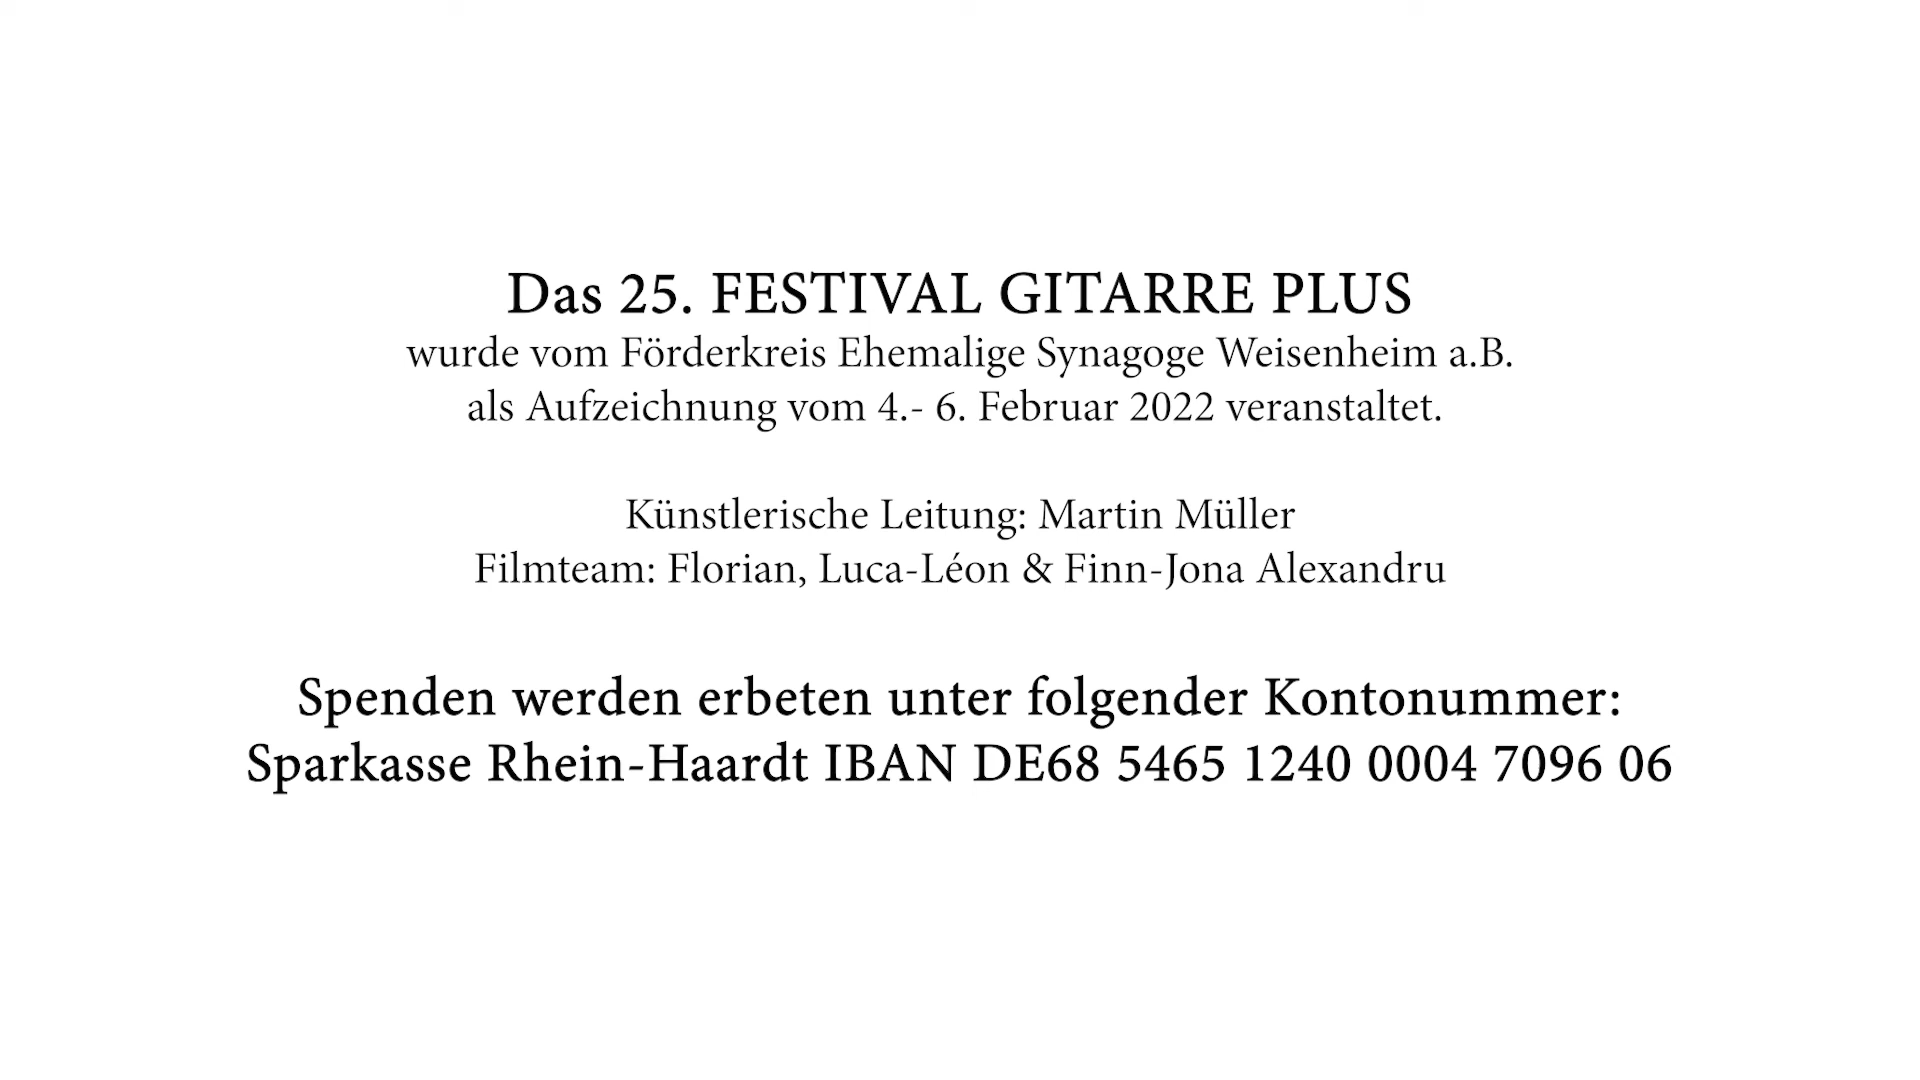 Das 25. FESTIVAL GITARRE PLUS
wurde vom Förderkreis Ehemalige Synagoge Weisenheim a.B.
als Aufzeichnung vom 4.- 6. Februar 2022 veranstaltet.
Künstlerische Leitung: Martin Müller
Filmteam: Florian, Luca-Léon & Finn-Jona Alexandru
Spenden werden erbeten unter folgender Kontonummer:
Sparkasse Rhein-Haardt IBAN DE68 5465 1240 0004 7096 06